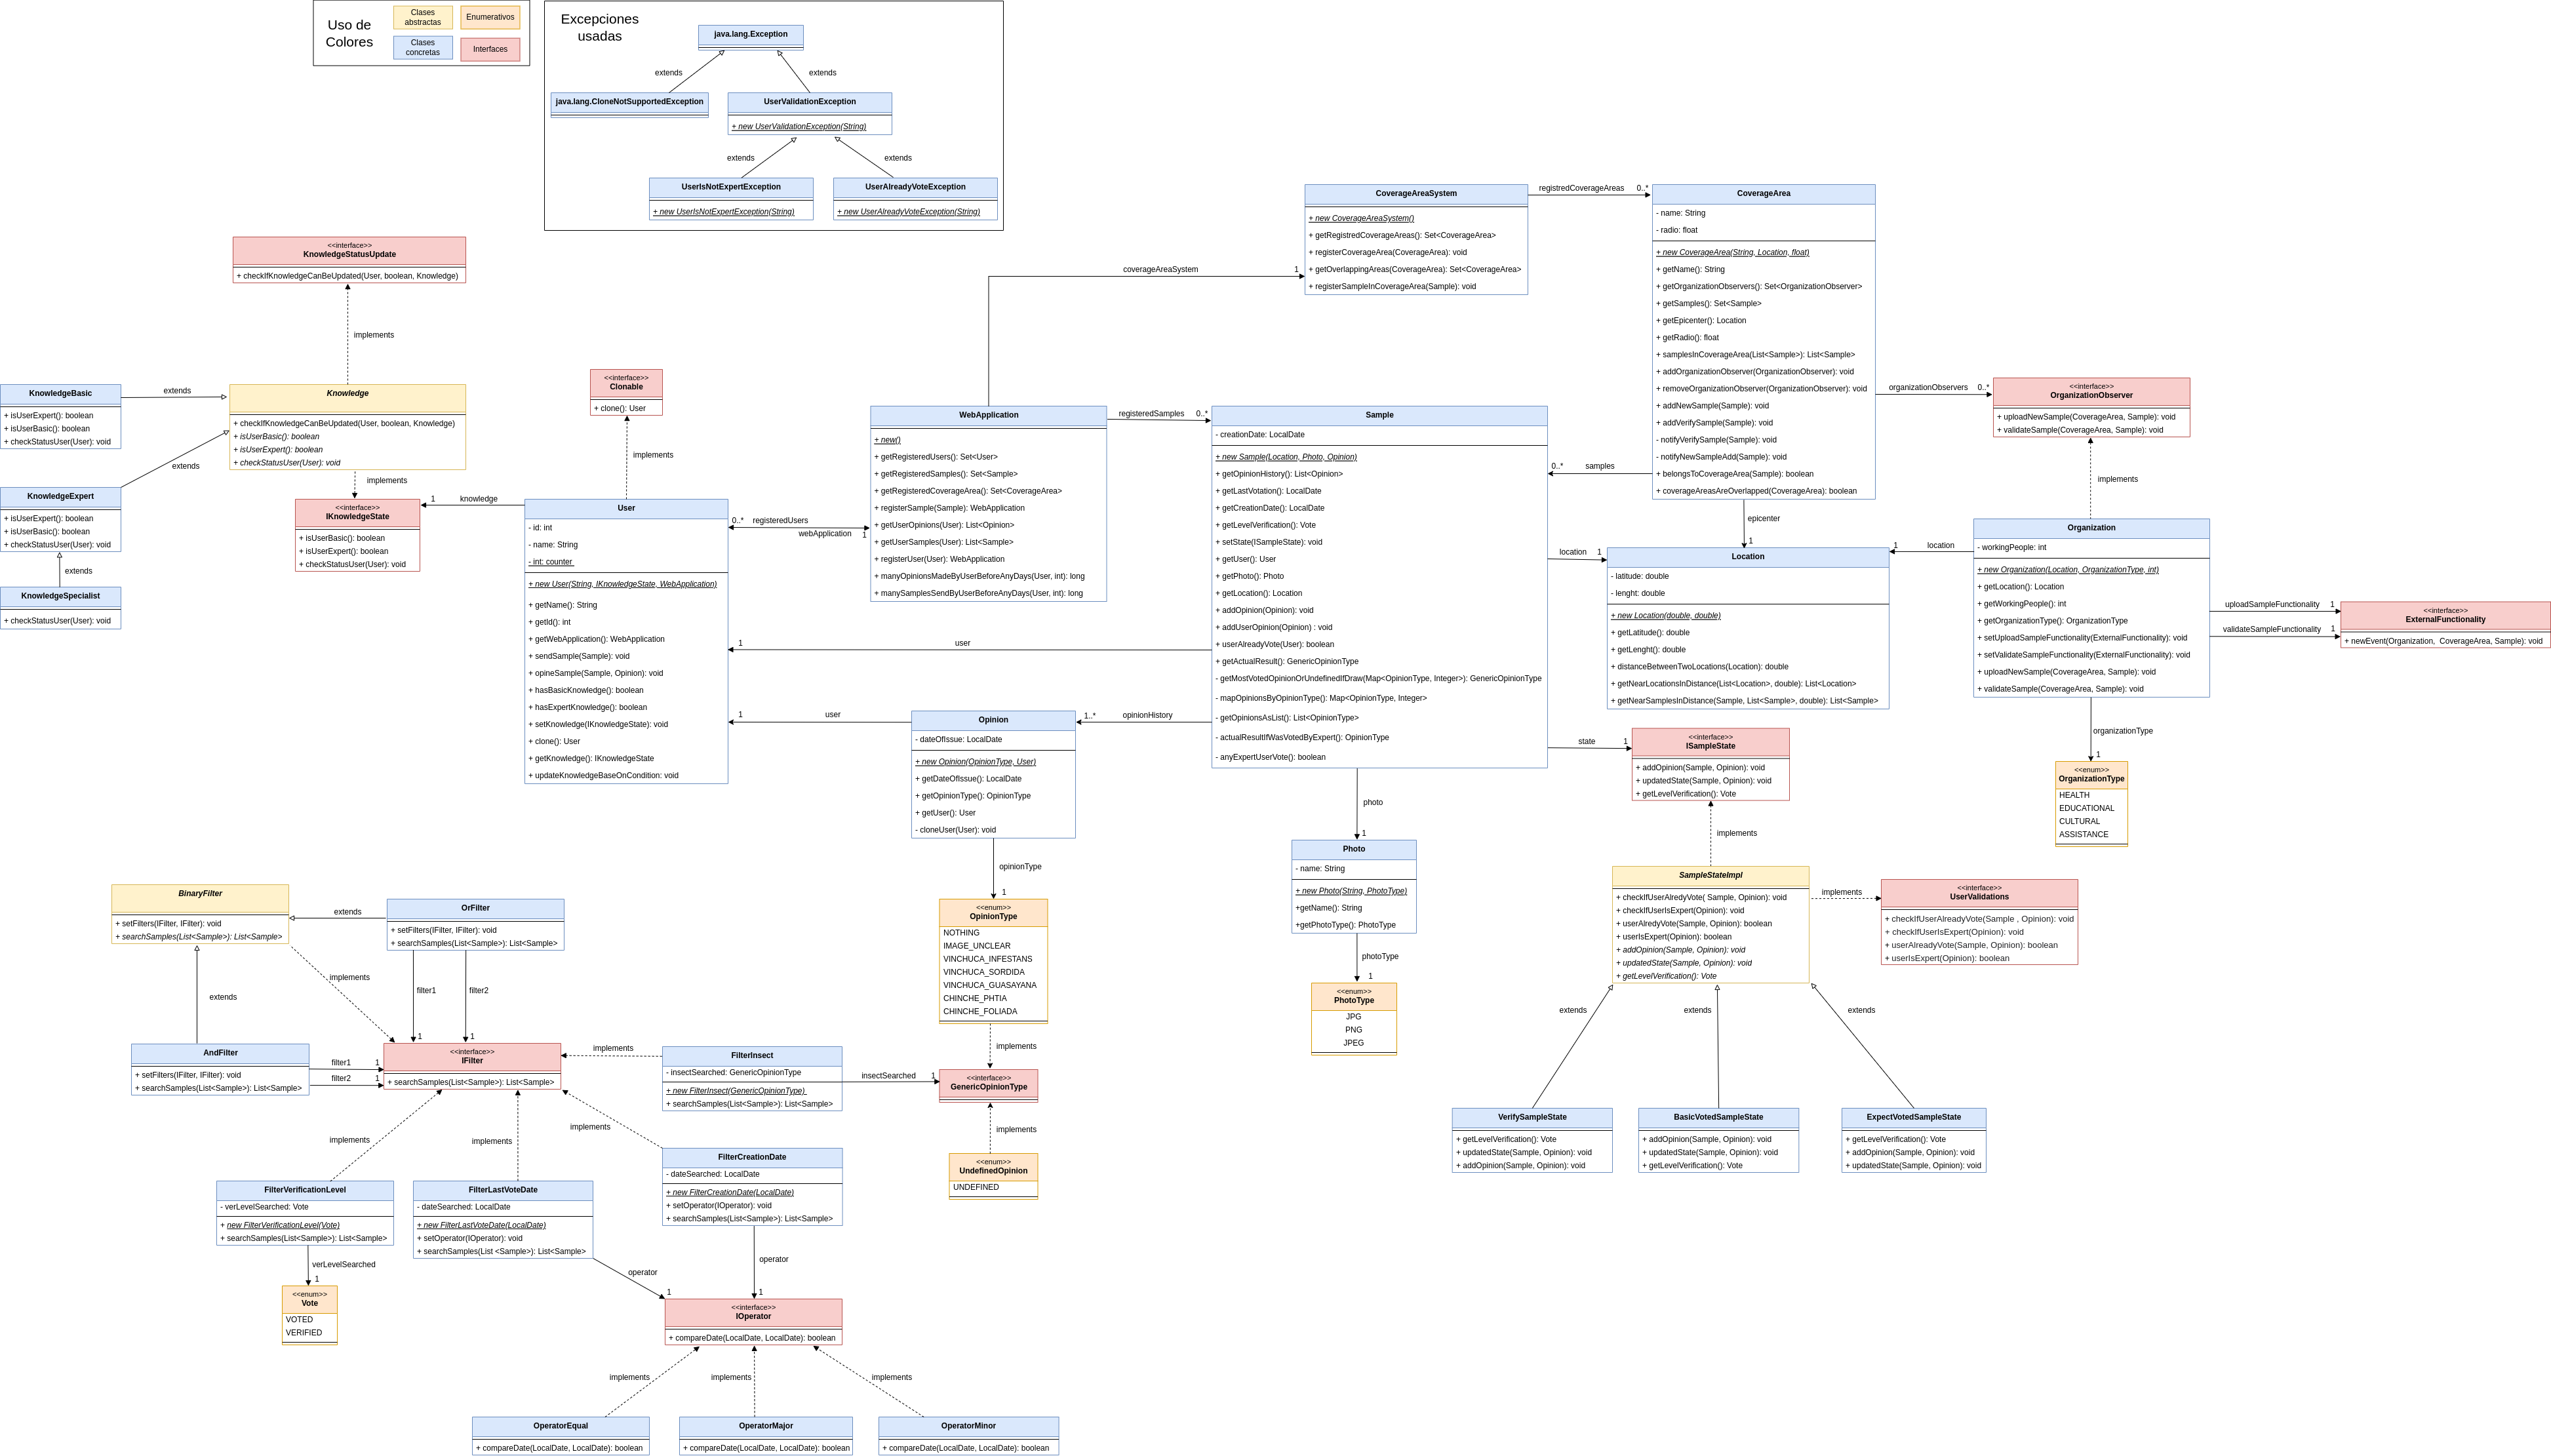 Uso de
Colores
Clases
abstractas
Enumerativos
Clases
concretas
Interfaces
Excepciones
usadas
java.lang.Exception
extends
extends
java.lang.CloneNotSupportedException
UserValidationException
+ new UserValidationException(String)
extends
extends
UserIsNotExpertException
+ new UserIsNotExpertException(String)
UserAlreadyVoteException
+ new UserAlreadyVoteException(String)
<<interface>>
KnowledgeStatusUpdate
+ checkIfKnowledgeCanBeUpdated(User, boolean, Knowledge)
implements
KnowledgeBasic
+ isUserExpert(): boolean
+ isUserBasic(): boolean
+ checkStatusUser(User): void
extends
Knowledge
+ checkIfKnowledgeCanBeUpdated(User, boolean, Knowledge)
+ isUserBasic(): boolean
+ isUserExpert(): boolean
+ checkStatusUser(User): void
extends
implements
KnowledgeExpert
+ isUserExpert(): boolean
+ isUserBasic(): boolean
+ checkStatusUser(User): void
extends
KnowledgeSpecialist
+ checkStatusUser(User): void
<<interface>>
IKnowledgeState
+ isUserBasic(): boolean
+ isUserExpert(): boolean
+ checkStatusUser(User): void
1
knowledge
<<interface>>
Clonable
+ clone(): User
implements
User
- id: int
- name: String
- int: counter
+ new User(String, IKnowledgeState, WebApplication)
+ getName(): String
+ getId(): int
+ getWebApplication(): WebApplication
+ sendSample(Sample): void
+ opineSample(Sample, Opinion): void
+ hasBasicKnowledge(): boolean
+ hasExpertKnowledge(): boolean
+ setKnowledge(IKnowledgeState): void
+ clone(): User
+ getKnowledge(): IKnowledgeState
+ updateKnowledgeBaseOnCondition: void
0..*
registeredUsers
webApplication
1
WebApplication
+ new()
+ getRegisteredUsers(): Set<User>
+ getRegisteredSamples(): Set<Sample>
+ getRegisteredCoverageArea(): Set<CoverageArea>
+ registerSample(Sample): WebApplication
+ getUserOpinions(User): List<Opinion>
+ getUserSamples(User): List<Sample>
+ registerUser(User): WebApplication
+ manyOpinionsMadeByUserBeforeAnyDays(User, int): long
+ manySamplesSendByUserBeforeAnyDays(User, int): long
coverageAreaSystem
1
registeredSamples
0..*
CoverageAreaSystem
+ new CoverageAreaSystem()
+ getRegistredCoverageAreas(): Set<CoverageArea>
+ registerCoverageArea(CoverageArea): void
+ getOverlappingAreas(CoverageArea): Set<CoverageArea>
+ registerSampleInCoverageArea(Sample): void
registredCoverageAreas
0..*
CoverageArea
- name: String
- radio: float
+ new CoverageArea(String, Location, float)
+ getName(): String
+ getOrganizationObservers(): Set<OrganizationObserver>
+ getSamples(): Set<Sample>
+ getEpicenter(): Location
+ getRadio(): float
+ samplesInCoverageArea(List<Sample>): List<Sample>
+ addOrganizationObserver(OrganizationObserver): void
+ removeOrganizationObserver(OrganizationObserver): void
+ addNewSample(Sample): void
+ addVerifySample(Sample): void
- notifyVerifySample(Sample): void
- notifyNewSampleAdd(Sample): void
+ belongsToCoverageArea(Sample): boolean
+ coverageAreasAreOverlapped(CoverageArea): boolean
organizationObservers
0..*
<<interface>>
OrganizationObserver
+ uploadNewSample(CoverageArea, Sample): void
+ validateSample(CoverageArea, Sample): void
implements
0..*
samples
epicenter
1
Sample
- creationDate: LocalDate
+ new Sample(Location, Photo, Opinion)
+ getOpinionHistory(): List<Opinion>
+ getLastVotation(): LocalDate
+ getCreationDate(): LocalDate
+ getLevelVerification(): Vote
+ setState(ISampleState): void
+ getUser(): User
+ getPhoto(): Photo
+ getLocation(): Location
+ addOpinion(Opinion): void
+ addUserOpinion(Opinion) : void
+ userAlreadyVote(User): boolean
+ getActualResult(): GenericOpinionType
- getMostVotedOpinionOrUndefinedIfDraw(Map<OpinionType, Integer>): GenericOpinionType
- mapOpinionsByOpinionType(): Map<OpinionType, Integer>
- getOpinionsAsList(): List<OpinionType>
- actualResultIfWasVotedByExpert(): OpinionType
- anyExpertUserVote(): boolean
location
1
Location
- latitude: double
- lenght: double
+ new Location(double, double)
+ getLatitude(): double
+ getLenght(): double
+ distanceBetweenTwoLocations(Location): double
+ getNearLocationsInDistance(List<Location>, double): List<Location>
+ getNearSamplesInDistance(Sample, List<Sample>, double): List<Sample>
1
location
Organization
- workingPeople: int
+ new Organization(Location, OrganizationType, int)
+ getLocation(): Location
+ getWorkingPeople(): int
+ getOrganizationType(): OrganizationType
+ setUploadSampleFunctionality(ExternalFunctionality): void
+ setValidateSampleFunctionality(ExternalFunctionality): void
+ uploadNewSample(CoverageArea, Sample): void
+ validateSample(CoverageArea, Sample): void
uploadSampleFunctionality
1
validateSampleFunctionality
1
<<interface>>
ExternalFunctionality
+ newEvent(Organization, CoverageArea, Sample): void
organizationType
1
<<enum>>
OrganizationType
HEALTH
EDUCATIONAL
CULTURAL
ASSISTANCE
1
user
1
user
Opinion
- dateOfIssue: LocalDate
+ new Opinion(OpinionType, User)
+ getDateOfIssue(): LocalDate
+ getOpinionType(): OpinionType
+ getUser(): User
- cloneUser(User): void
1..*
opinionHistory
opinionType
1
<<enum>>
OpinionType
NOTHING
IMAGE_UNCLEAR
VINCHUCA_INFESTANS
VINCHUCA_SORDIDA
VINCHUCA_GUASAYANA
CHINCHE_PHTIA
CHINCHE_FOLIADA
implements
<<interface>>
GenericOpinionType
implements
<<enum>>
UndefinedOpinion
UNDEFINED
photo
1
Photo
- name: String
+ new Photo(String, PhotoType)
+getName(): String
+getPhotoType(): PhotoType
photoType
1
<<enum>>
PhotoType
JPG
PNG
JPEG
state
1
<<interface>>
ISampleState
+ addOpinion(Sample, Opinion): void
+ updatedState(Sample, Opinion): void
+ getLevelVerification(): Vote
implements
SampleStateImpl
+ checkIfUserAlredyVote( Sample, Opinion): void
+ checkIfUserIsExpert(Opinion): void
+ userAlredyVote(Sample, Opinion): boolean
+ userIsExpert(Opinion): boolean
+ addOpinion(Sample, Opinion): void
+ updatedState(Sample, Opinion): void
+ getLevelVerification(): Vote
implements
<<interface>>
UserValidations
+ checkIfUserAlreadyVote(Sample , Opinion): void
+ checkIfUserIsExpert(Opinion): void
+ userAlreadyVote(Sample, Opinion): boolean
+ userIsExpert(Opinion): boolean
extends
extends
extends
VerifySampleState
+ getLevelVerification(): Vote
+ updatedState(Sample, Opinion): void
+ addOpinion(Sample, Opinion): void
BasicVotedSampleState
+ addOpinion(Sample, Opinion): void
+ updatedState(Sample, Opinion): void
+ getLevelVerification(): Vote
ExpectVotedSampleState
+ getLevelVerification(): Vote
+ addOpinion(Sample, Opinion): void
+ updatedState(Sample, Opinion): void
BinaryFilter
+ setFilters(IFilter, IFilter): void
+ searchSamples(List<Sample>): List<Sample>
extends
OrFilter
+ setFilters(IFilter, IFilter): void
+ searchSamples(List<Sample>): List<Sample>
extends
implements
filter1
filter2
1
1
AndFilter
+ setFilters(IFilter, IFilter): void
+ searchSamples(List<Sample>): List<Sample>
filter1
1
filter2
1
<<interface>>
IFilter
+ searchSamples(List<Sample>): List<Sample>
implements
FilterInsect
- insectSearched: GenericOpinionType
+ new FilterInsect(GenericOpinionType)
+ searchSamples(List<Sample>): List<Sample>
insectSearched
1
implements
implements
implements
FilterCreationDate
- dateSearched: LocalDate
+ new FilterCreationDate(LocalDate)
+ setOperator(IOperator): void
+ searchSamples(List<Sample>): List<Sample>
FilterVerificationLevel
- verLevelSearched: Vote
+ new FilterVerificationLevel(Vote)
+ searchSamples(List<Sample>): List<Sample>
FilterLastVoteDate
- dateSearched: LocalDate
+ new FilterLastVoteDate(LocalDate)
+ setOperator(IOperator): void
+ searchSamples(List <Sample>): List<Sample>
verLevelSearched
1
<<enum>>
Vote
VOTED
VERIFIED
operator
1
operator
1
<<interface>>
IOperator
+ compareDate(LocalDate, LocalDate): boolean
implements
implements
implements
OperatorEqual
+ compareDate(LocalDate, LocalDate): boolean
OperatorMajor
+ compareDate(LocalDate, LocalDate): boolean
OperatorMinor
+ compareDate(LocalDate, LocalDate): boolean